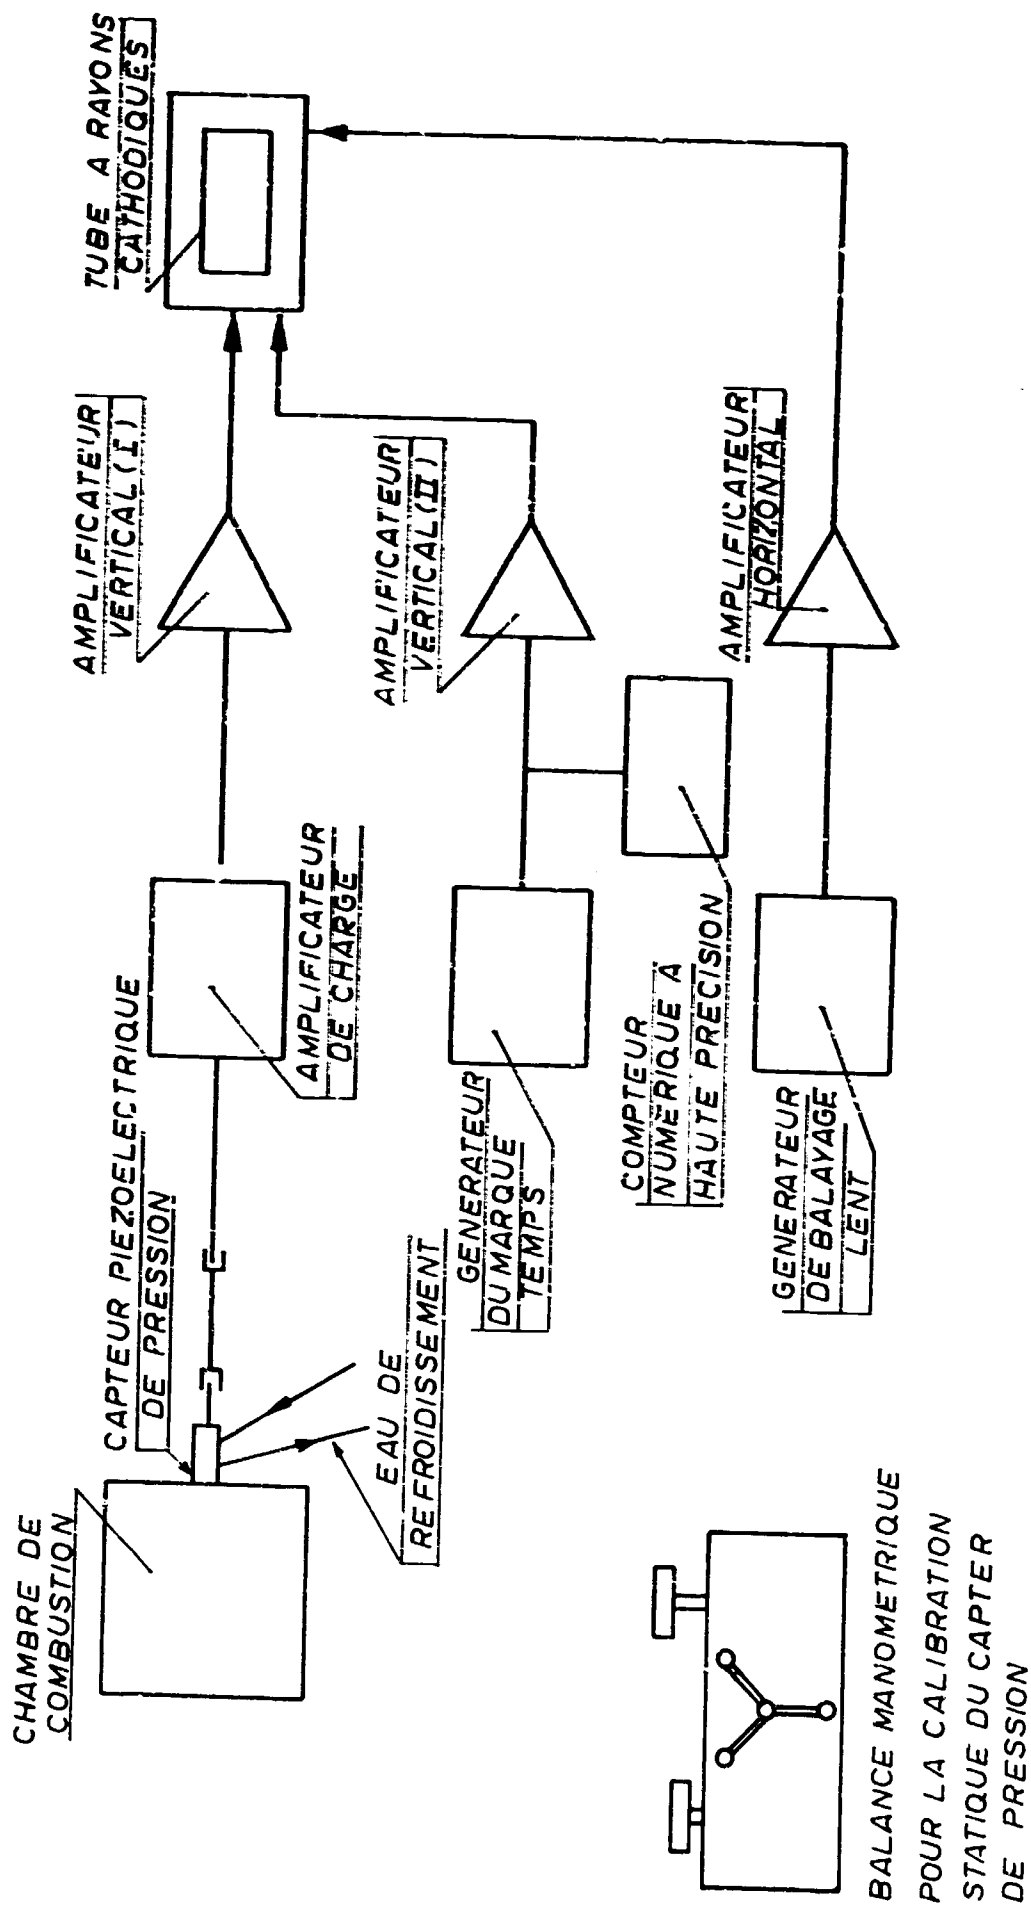 CHAMBRE DE
COMBUSTION
CAPTEUR PIEZOELECTRIQUE
DE PRESSION
EAU DE
REFROIDISSEMENT
AMPLIFICATEUR
DE CHARGE
AMPLIFICATEUR
VERTICAL (I)
TUBE A RAYONS
CATHODIQUES
GENERATEUR
DU MARQUE
TEMPS
AMPLIFICATEUR
VERTICAL (II)
COMPTEUR
NUMERIQUE A
HAUTE PRECISION
GENERATEUR
DE BALAYAGE
LENT
AMPLIFICATEUR
HORIZONTAL
BALANCE MANOMETRIQUE
POUR LA CALIBRATION
STATIQUE DU CAPTER
DE PRESSION